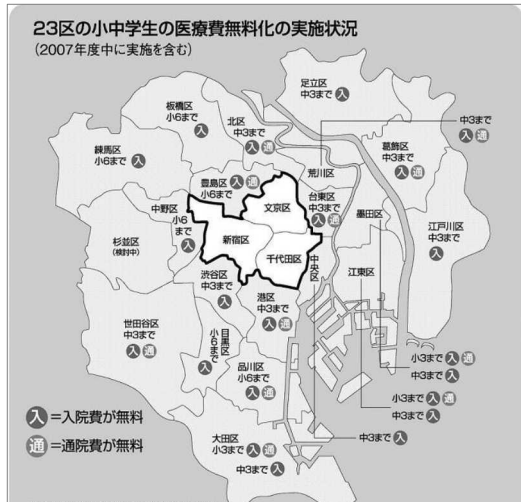 23区の小中学生の医療費無料化の実施状況
(2007年度中に実施を含む)
足立区
中3まで 入
板橋区
小6まで
入
北区
中3まで
入 通
中3まで
入 通
練馬区
小6まで 入
葛飾区
中3まで
入 通
荒川区
豊島区 入 通
小6まで
文京区
台東区
中3まで
入 通
墨田区
中野区
小6
まで
入
江戸川区
中3まで
入
杉並区
(検討中)
新宿区
千代田区
中央区
江東区
渋谷区
中3まで
入
港区
中3まで
入 通
世田谷区
中3まで
入 通
目黒区
小6まで
入
品川区
小6まで
入 通
小3まで 入 通
中3まで 入
小3まで 入 通
中3まで 入
中3まで 入
入=入院費が無料
通=通院費が無料
大田区
小3まで 入 通
中3まで 入